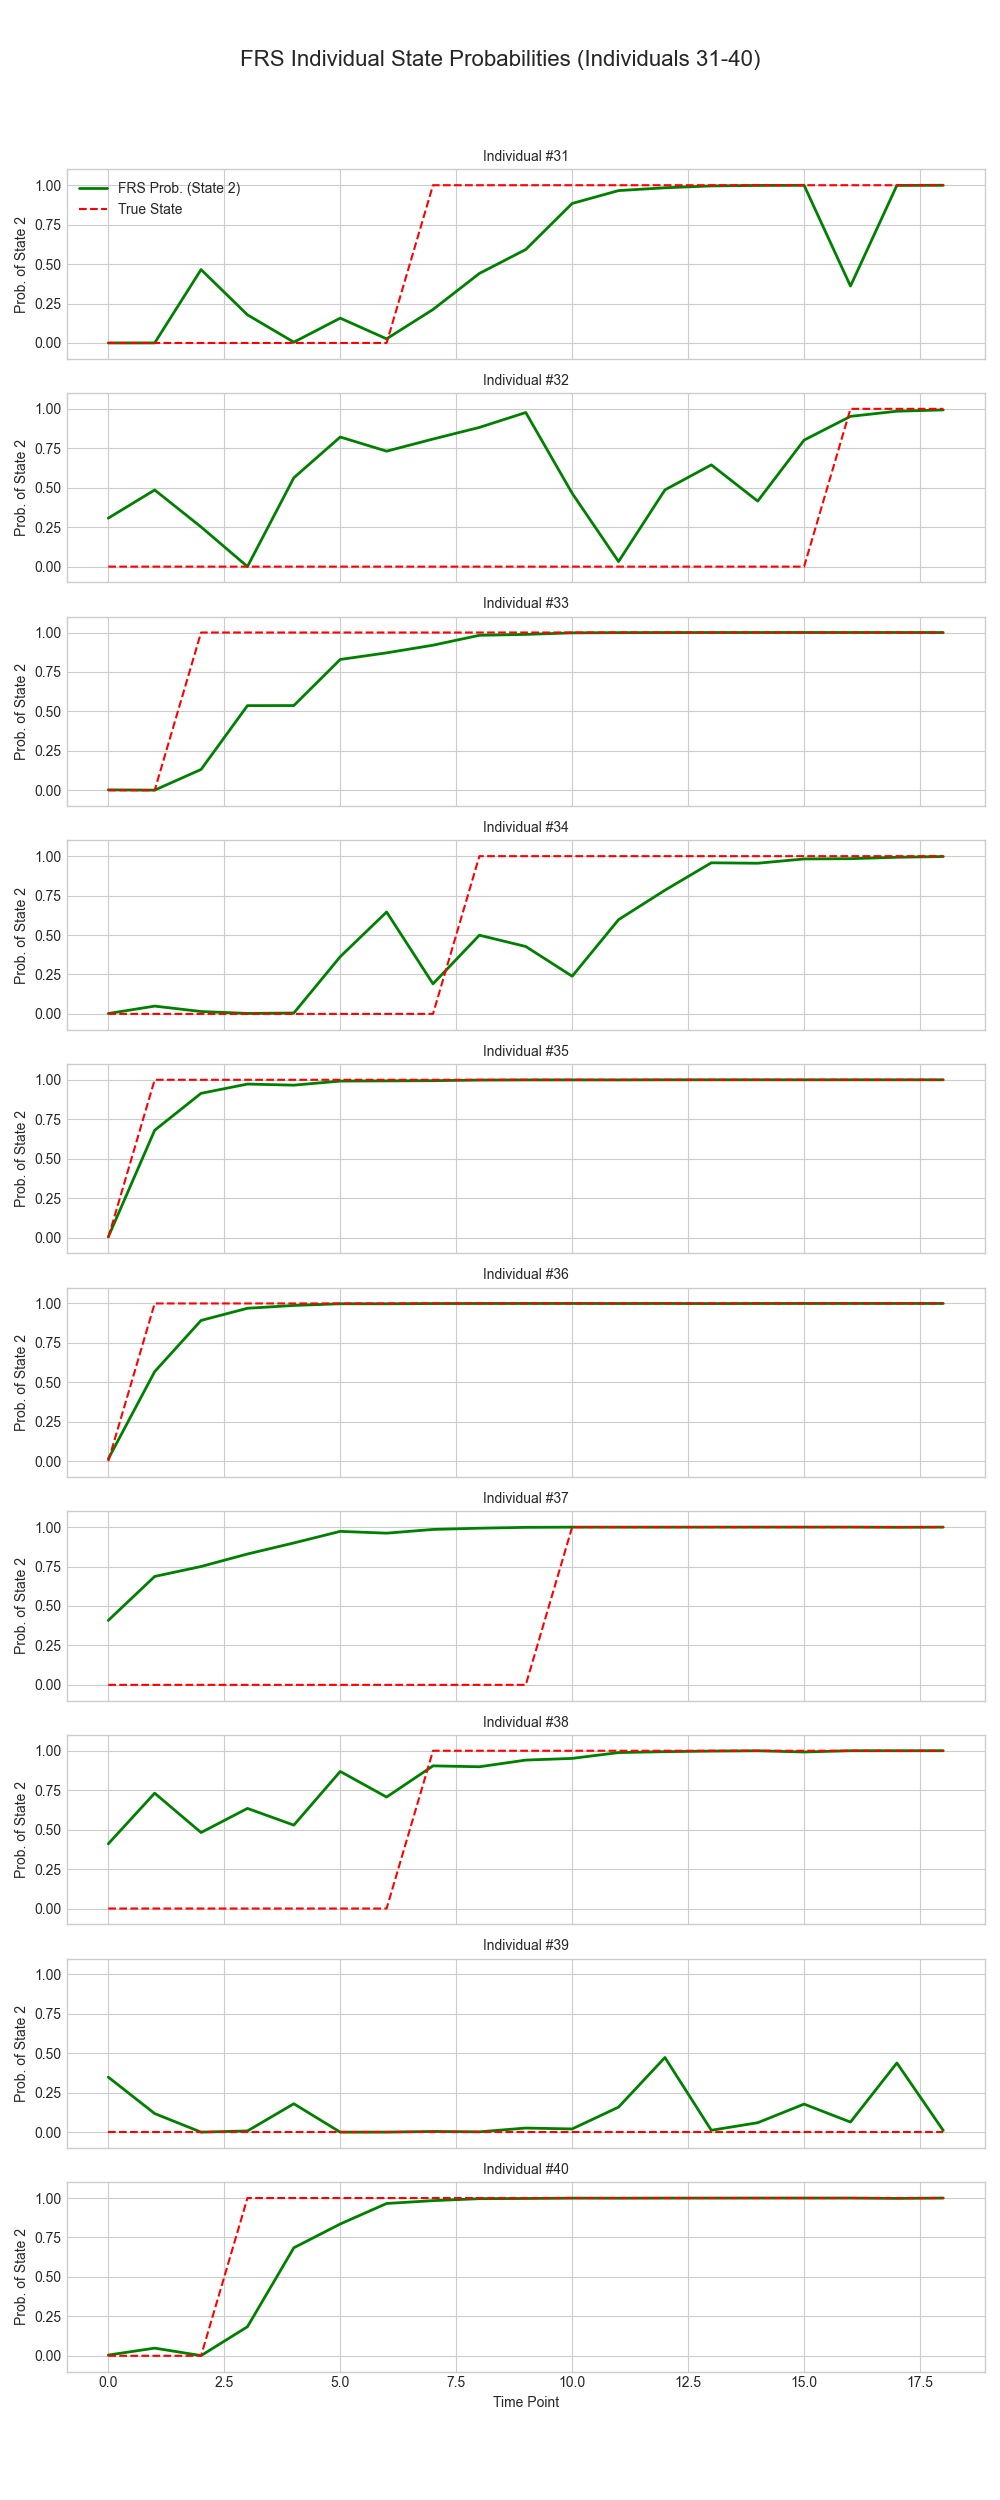 FRS Individual State Probabilities (Individuals 31-40)
Individual #31
FRS Prob. (State 2)
True State
1.00
0.75
0.50
0.25
0.00
Prob. of State 2
Individual #32
1.00
0.75
0.50
0.25
0.00
Prob. of State 2
Individual #33
1.00
0.75
0.50
0.25
0.00
Prob. of State 2
Individual #34
1.00
0.75
0.50
0.25
0.00
Prob. of State 2
Individual #35
1.00
0.75
0.50
0.25
0.00
Prob. of State 2
Individual #36
1.00
0.75
0.50
0.25
0.00
Prob. of State 2
Individual #37
1.00
0.75
0.50
0.25
0.00
Prob. of State 2
Individual #38
1.00
0.75
0.50
0.25
0.00
Prob. of State 2
Individual #39
1.00
0.75
0.50
0.25
0.00
Prob. of State 2
Individual #40
1.00
0.75
0.50
0.25
0.00
Prob. of State 2
0.0 2.5 5.0 7.5 10.0 12.5 15.0 17.5
Time Point